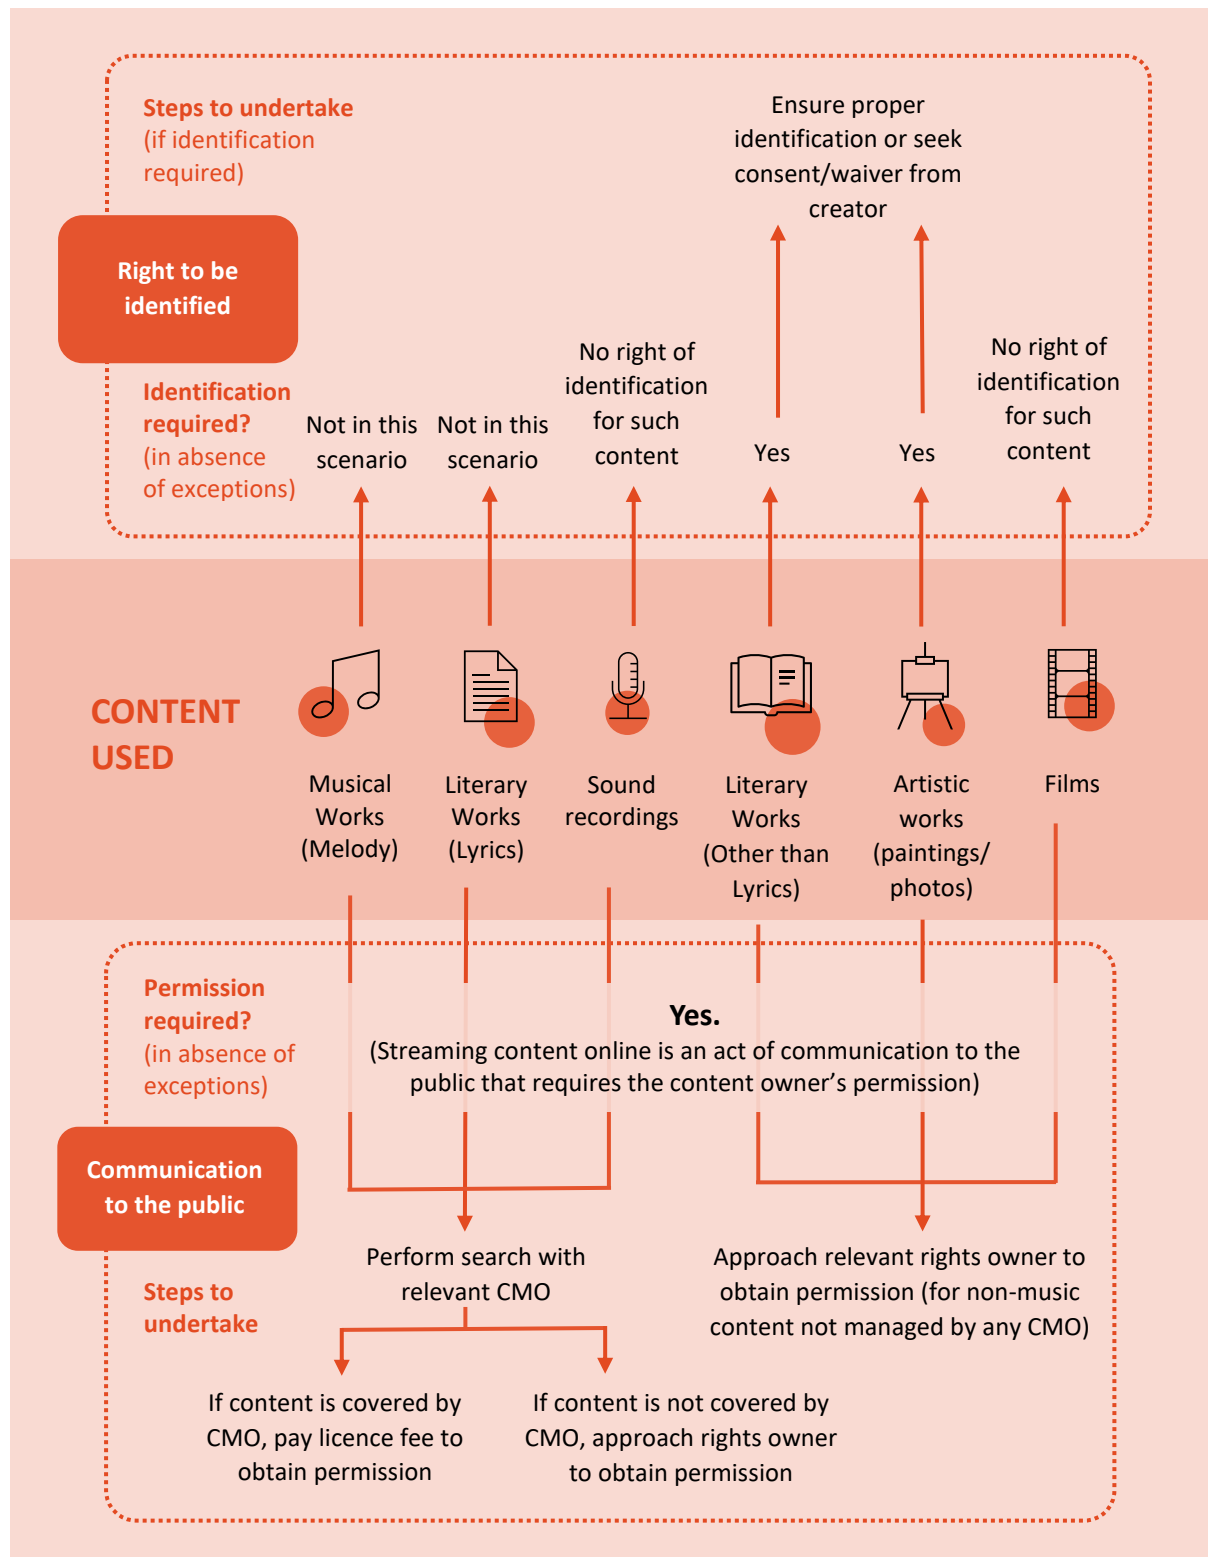 Steps to undertake
(if identification
required)
Ensure proper
identification or seek
consent/waiver from
creator
Right to be
identified
Identification
required?
(in absence
of exceptions)
Not in this
scenario
Not in this
scenario
No right of
identification
for such
content
Yes
Yes
No right of
identification
for such
content
CONTENT
USED
Musical
Works
(Melody)
Literary
Works
(Lyrics)
Sound
recordings
Literary
Works
(Other than
Lyrics)
Artistic
works
(paintings/
photos)
Films
Permission
required?
(in absence of
exceptions)
Yes.
(Streaming content online is an act of communication to the
public that requires the content owner’s permission)
Communication
to the public
Steps to
undertake
Perform search with
relevant CMO
Approach relevant rights owner to
obtain permission (for non-music
content not managed by any CMO)
If content is covered by
CMO, pay licence fee to
obtain permission
If content is not covered by
CMO, approach rights owner
to obtain permission